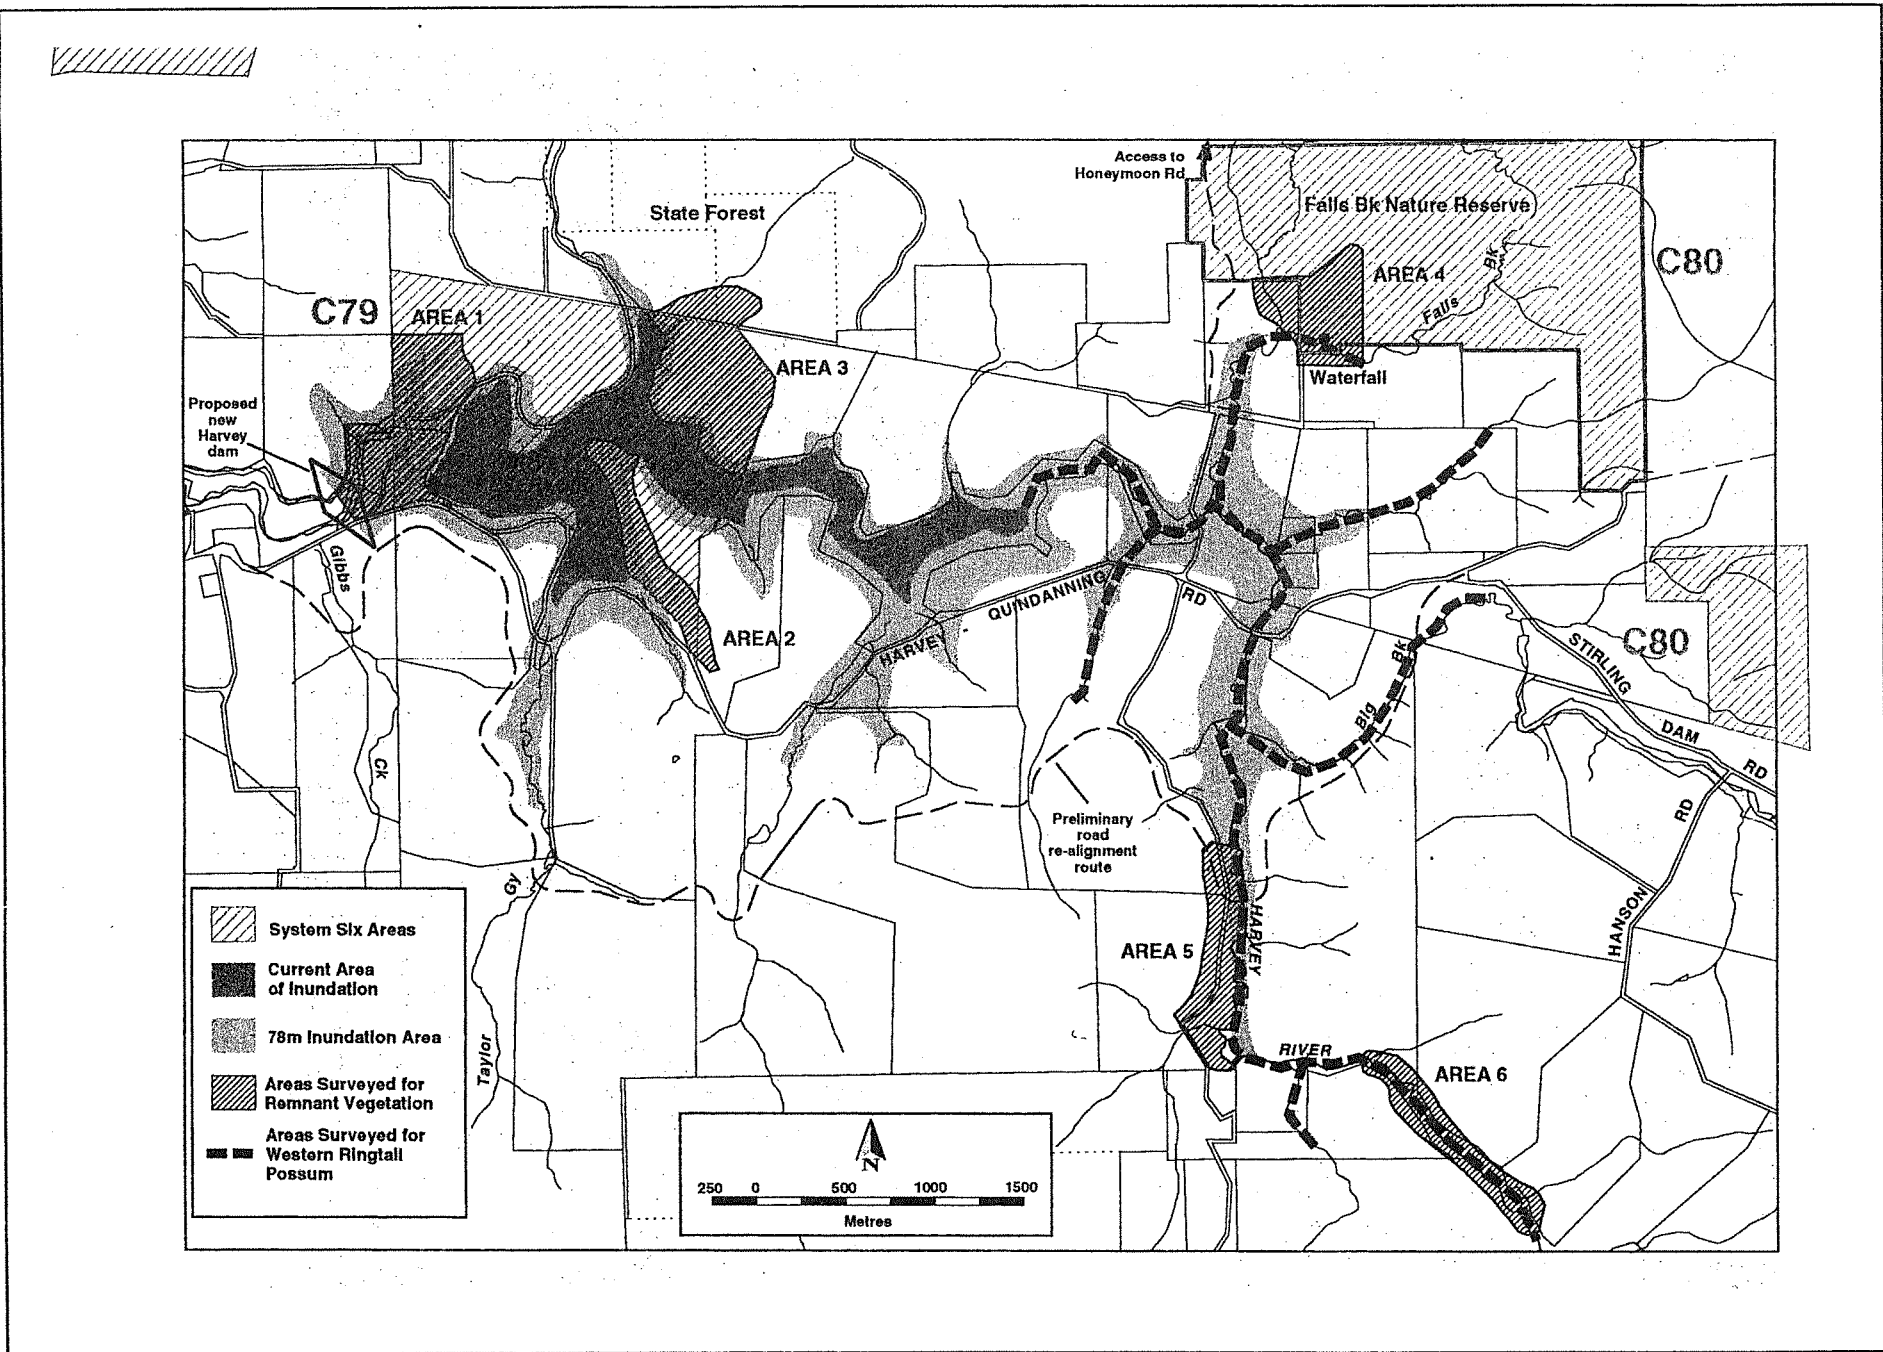 Access to
Honeymoon Rd
State Forest
Falls Bk Nature Reserve
C80
C79
AREA 1
AREA 4
Falls
Bk
AREA 3
Waterfall
Proposed
new
Harvey
dam
Gibbs
Ck
AREA 2
HARVEY
QUINDANNING
RD
C80
STIRLING
DAM
RD
Big
Bk
Preliminary
road
re-alignment
route
HANSON
RD
Gy
Taylor
AREA 5
HARVEY
RIVER
AREA 6
System Six Areas
Current Area
of Inundation
78m Inundation Area
Areas Surveyed for
Remnant Vegetation
Areas Surveyed for
Western Ringtail
Possum
N
250 0 500 1000 1500
Metres